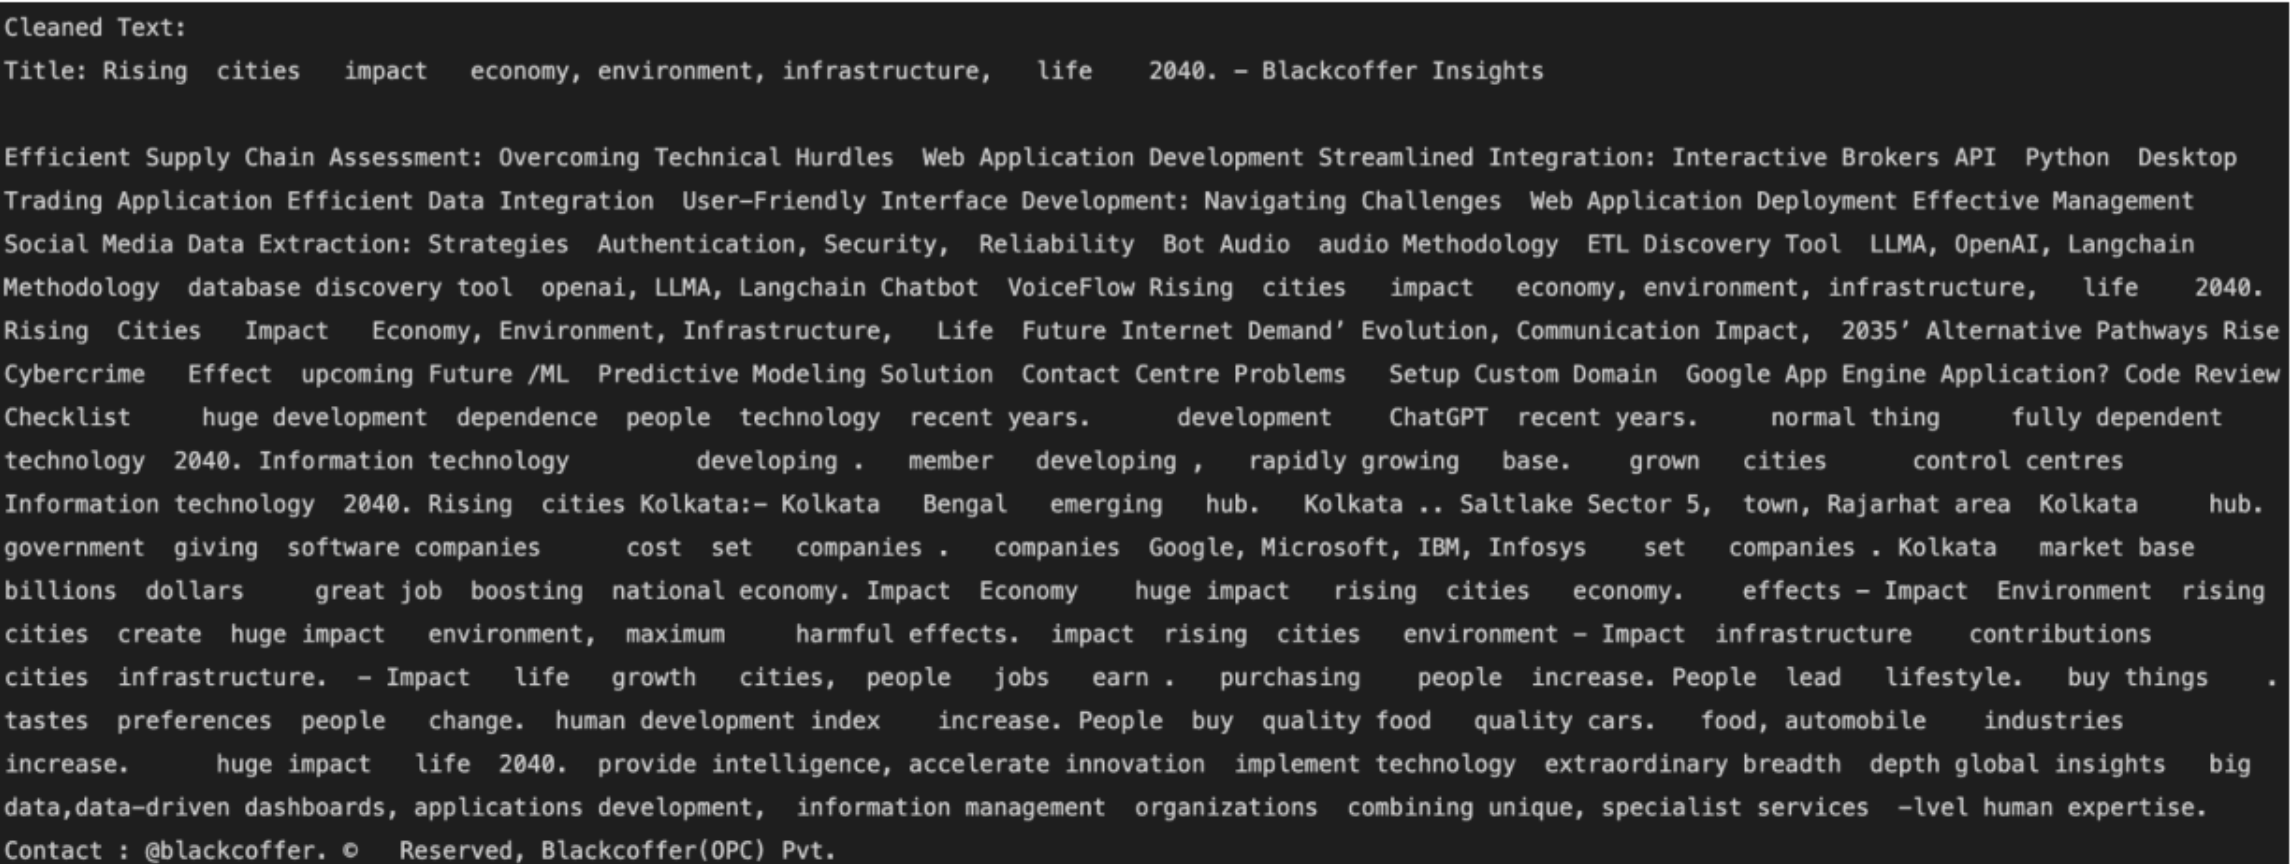 Cleaned Text:
Title: Rising  cities   impact   economy, environment, infrastructure,   life    2040. – Blackcoffer Insights

Efficient Supply Chain Assessment: Overcoming Technical Hurdles  Web Application Development Streamlined Integration: Interactive Brokers API  Python  Desktop
Trading Application Efficient Data Integration  User-Friendly Interface Development: Navigating Challenges  Web Application Deployment Effective Management
Social Media Data Extraction: Strategies  Authentication, Security,  Reliability  Bot Audio  audio Methodology  ETL Discovery Tool  LLMA, OpenAI, Langchain
Methodology  database discovery tool  openai, LLMA, Langchain Chatbot  VoiceFlow Rising  cities   impact   economy, environment, infrastructure,   life    2040.
Rising  Cities   Impact   Economy, Environment, Infrastructure,   Life  Future Internet Demand’ Evolution, Communication Impact,  2035’ Alternative Pathways Rise
Cybercrime   Effect  upcoming Future /ML  Predictive Modeling Solution  Contact Centre Problems   Setup Custom Domain  Google App Engine Application? Code Review
Checklist     huge development  dependence  people  technology  recent years.      development    ChatGPT  recent years.     normal thing     fully dependent
technology  2040. Information technology         developing .   member   developing ,   rapidly growing   base.    grown   cities      control centres
Information technology  2040. Rising  cities Kolkata:– Kolkata   Bengal   emerging   hub.   Kolkata .. Saltlake Sector 5,  town, Rajarhat area  Kolkata     hub.
government  giving  software companies      cost  set   companies .   companies  Google, Microsoft, IBM, Infosys    set   companies . Kolkata   market base
billions  dollars     great job  boosting  national economy. Impact  Economy    huge impact   rising  cities   economy.    effects – Impact  Environment  rising
cities  create  huge impact   environment,  maximum     harmful effects.  impact  rising  cities   environment – Impact  infrastructure    contributions
cities  infrastructure.  – Impact   life   growth   cities,  people   jobs   earn .   purchasing    people  increase. People  lead   lifestyle.   buy things    .
tastes  preferences  people   change.  human development index    increase. People  buy  quality food   quality cars.   food, automobile    industries
increase.      huge impact   life  2040.  provide intelligence, accelerate innovation  implement technology  extraordinary breadth  depth global insights   big
data,data-driven dashboards, applications development,  information management  organizations  combining unique, specialist services  -lvel human expertise.
Contact : @blackcoffer. ©   Reserved, Blackcoffer(OPC) Pvt.